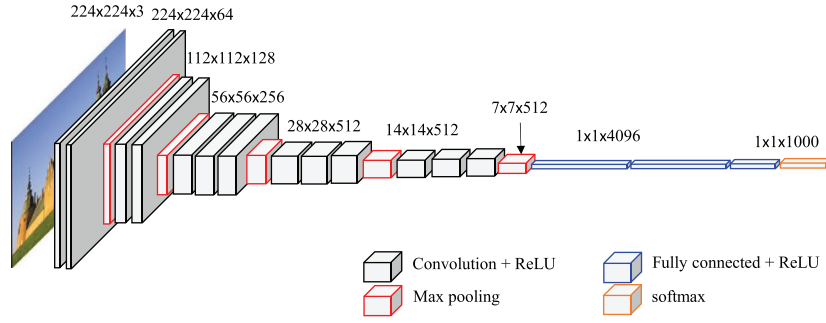 224x224x3
224x224x64
112x112x128
56x56x256
28x28x512
14x14x512
7x7x512
1x1x4096
1x1x1000
Convolution + ReLU
Fully connected + ReLU
Max pooling
softmax